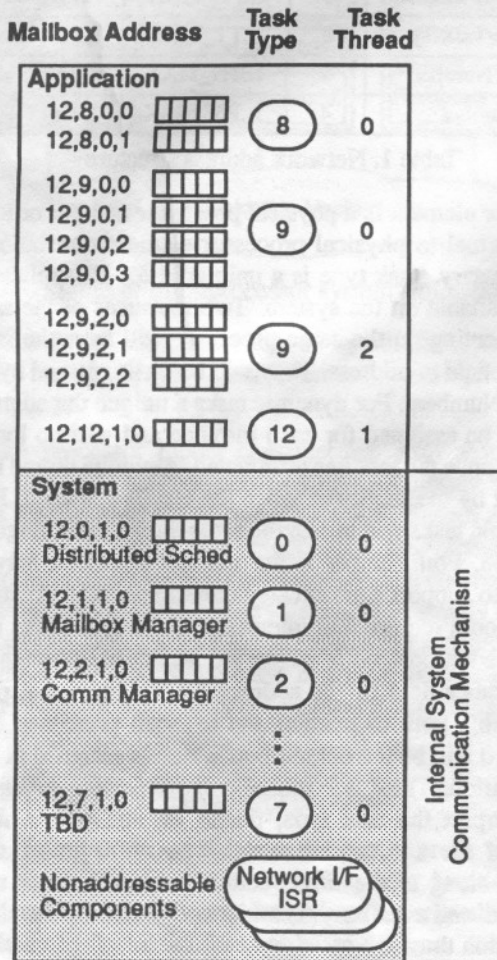 Mailbox Address Task Type Task Thread
Application
12,8,0,0
12,8,0,1
8 0
12,9,0,0
12,9,0,1
12,9,0,2
12,9,0,3
9 0
12,9,2,0
12,9,2,1
12,9,2,2
9 2
12,12,1,0 12
System
12,0,1,0 0 0
Distributed Sched
12,1,1,0 1 0
Mailbox Manager
12,2,1,0 2 0
Comm Manager
12,7,1,0 7 0
TBD
Nonaddressable
Components
Network I/F
ISR
Internal System
Communication Mechanism